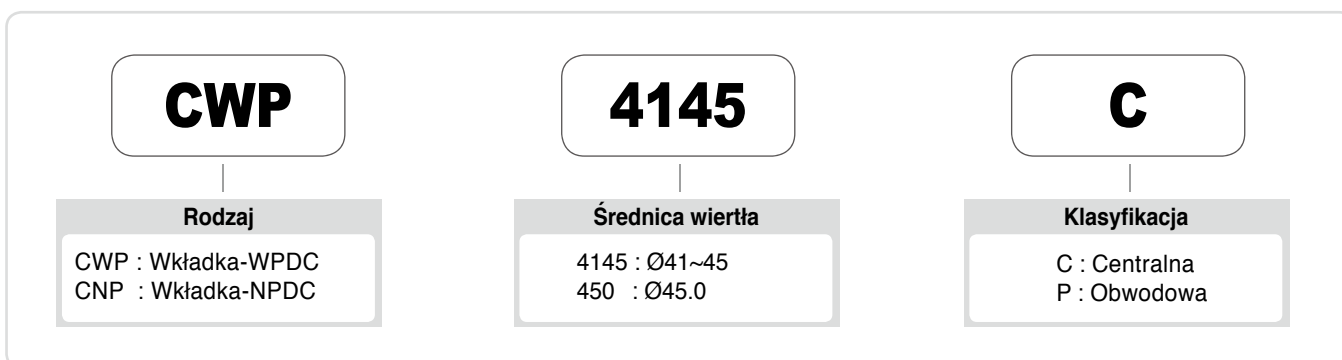 CWP
4145
C
Rodzaj
CWP : Wkładka-WPDC
CNP : Wkładka-NPDC
Średnica wiertła
4145 : Ø41~45
450 : Ø45.0
Klasyfikacja
C : Centralna
P : Obwodowa